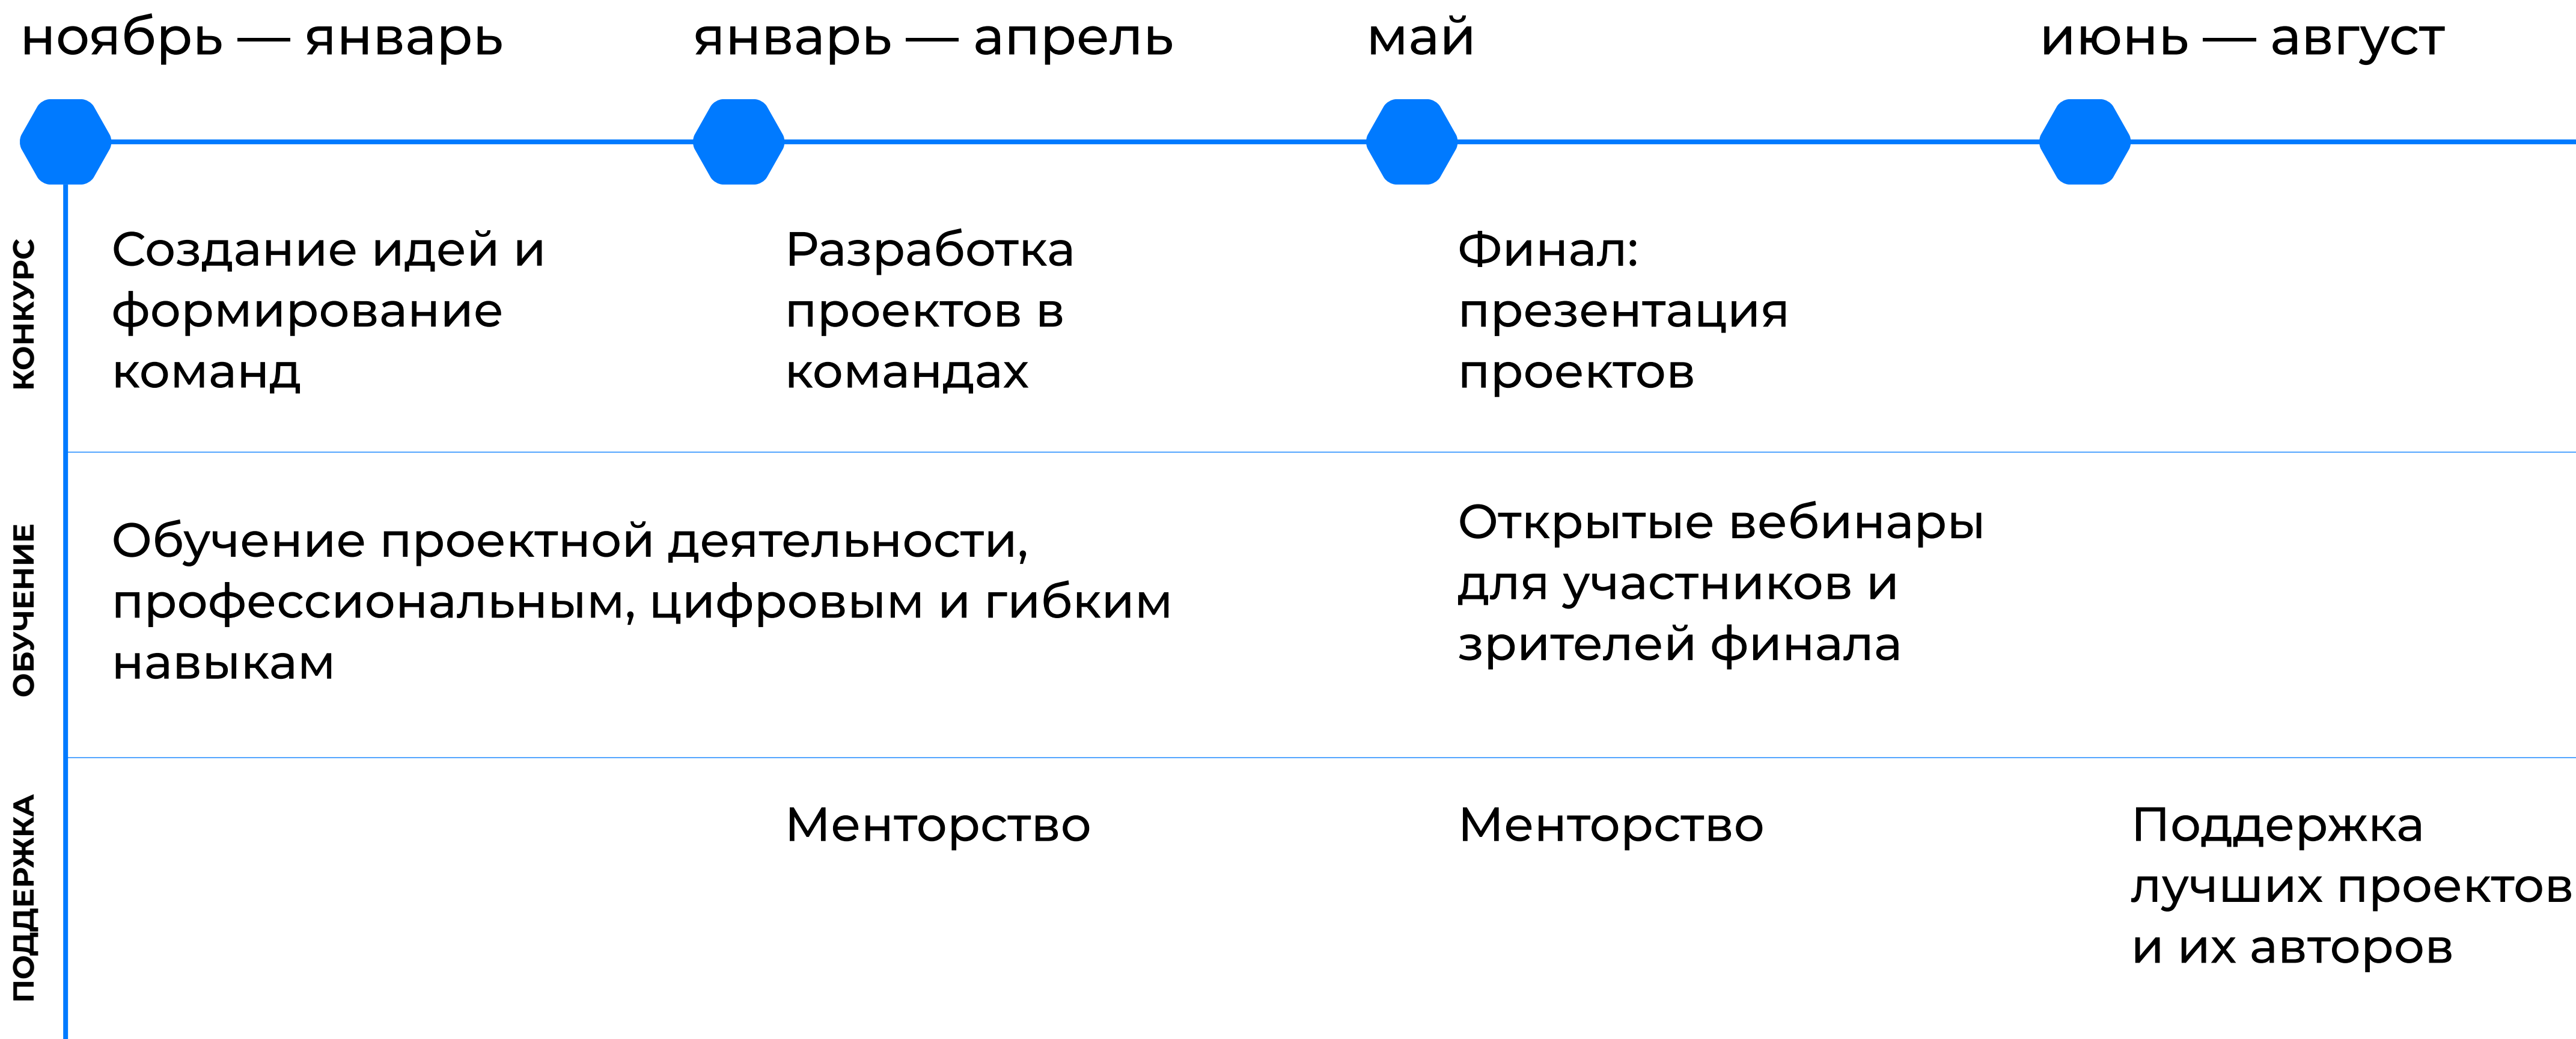 ноябрь — январь
январь — апрель
май
июнь — август
КОНКУРС
Создание идей и
формирование
команд
Разработка
проектов в
командах
Финал:
презентация
проектов
ОБУЧЕНИЕ
Обучение проектной деятельности,
профессиональным, цифровым и гибким
навыкам
Открытые вебинары
для участников и
зрителей финала
ПОДДЕРЖКА
Менторство
Менторство
Поддержка
лучших проектов
и их авторов